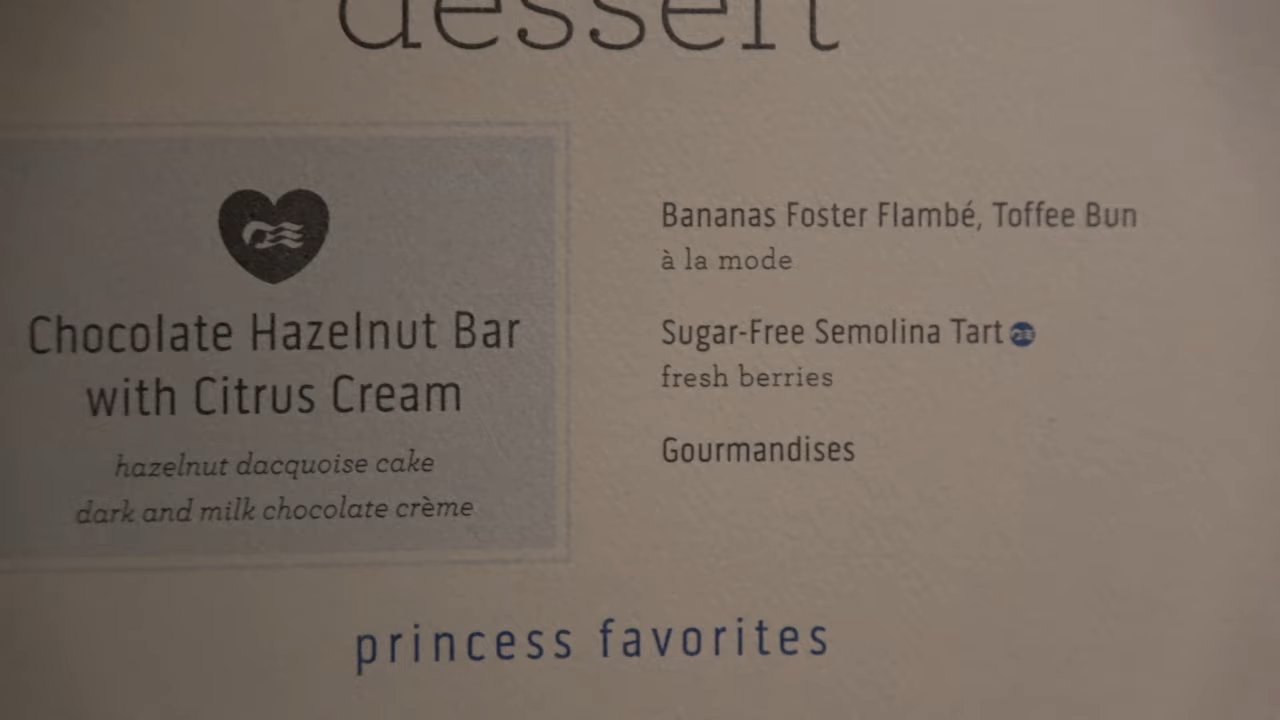 dessert
Chocolate Hazelnut Bar
with Citrus Cream
hazelnut dacquoise cake
dark and milk chocolate crème
Bananas Foster Flambé, Toffee Bun
à la mode
Sugar-Free Semolina Tart
fresh berries
Gourmandises
princess favorites